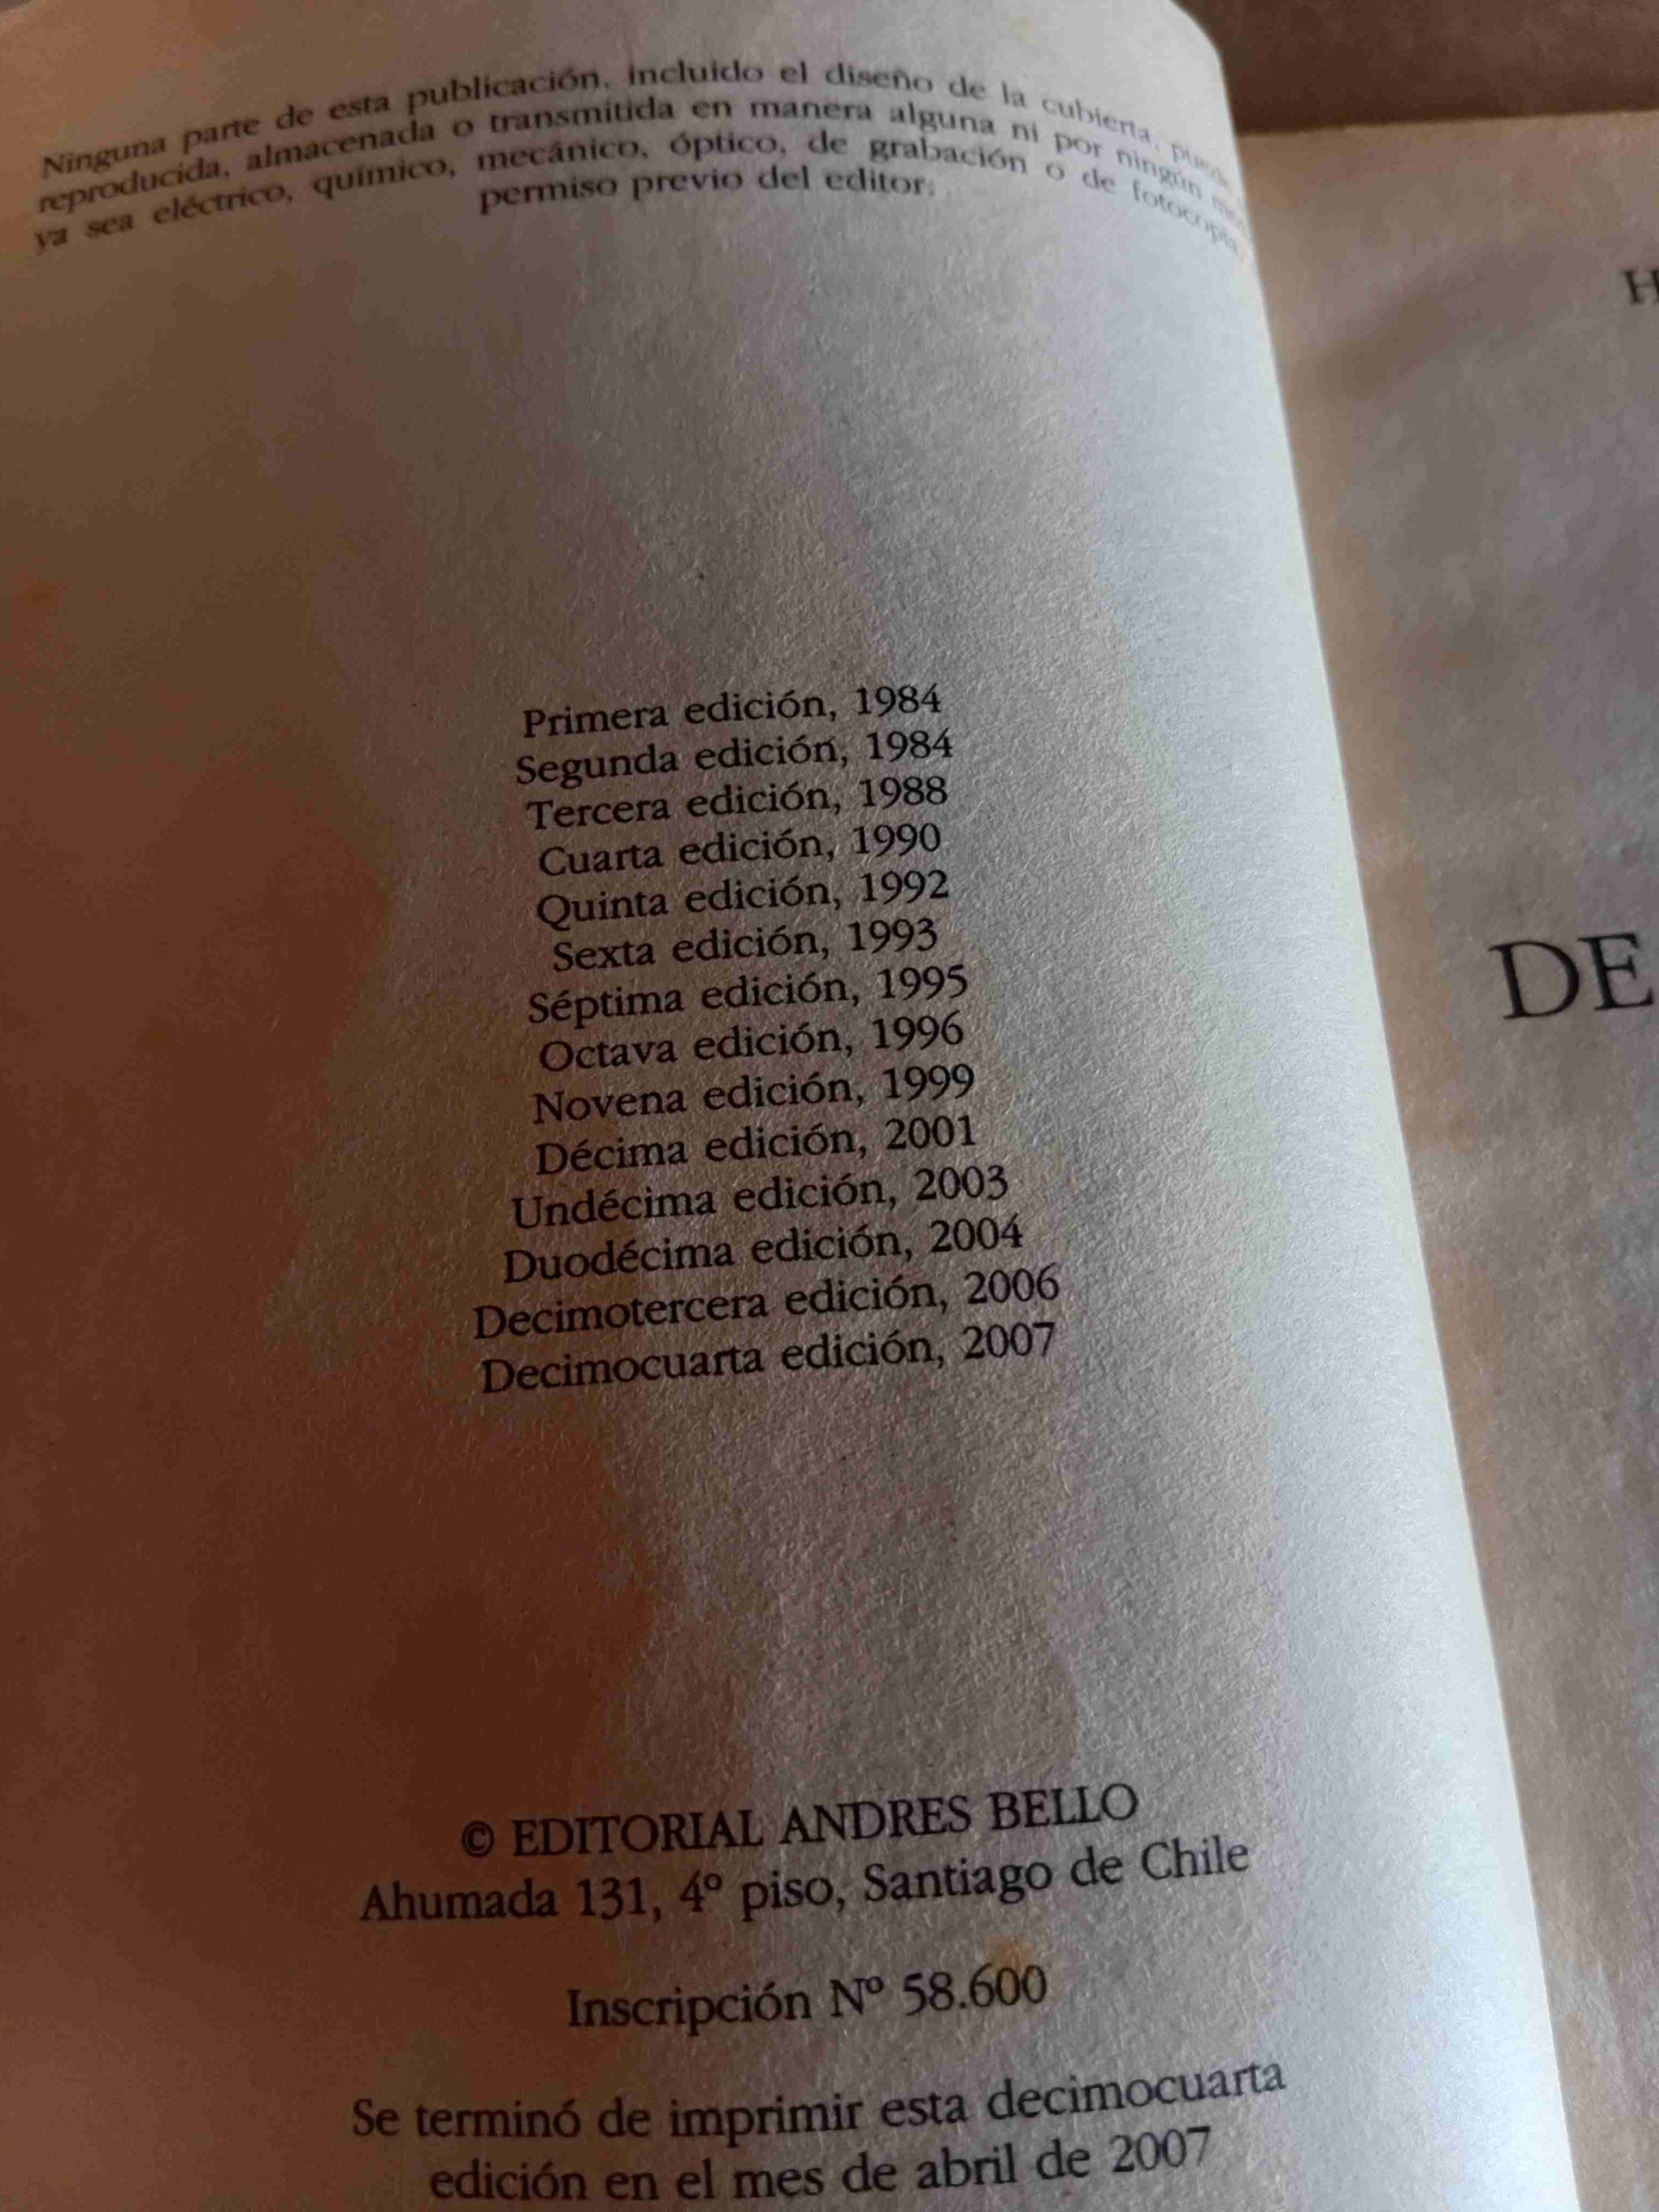 Ninguna parte de esta publicación, incluido el diseño de la cubierta, puede
reproducida, almacenada o transmitida en manera alguna ni por ningún
ya sea eléctrico, químico, mecánico, óptico, de grabación o de fotocopia,
permiso previo del editor.
Primera edición, 1984
Segunda edición, 1984
Tercera edición, 1988
Cuarta edición, 1990
Quinta edición, 1992
Sexta edición, 1993
Séptima edición, 1995
Octava edición, 1996
Novena edición, 1999
Décima edición, 2001
Undécima edición, 2003
Duodécima edición, 2004
Decimotercera edición, 2006
Decimocuarta edición, 2007
© EDITORIAL ANDRES BELLO
Ahumada 131, 4º piso, Santiago de Chile
Inscripción Nº 58.600
Se terminó de imprimir esta decimocuarta
edición en el mes de abril de 2007
H
DE